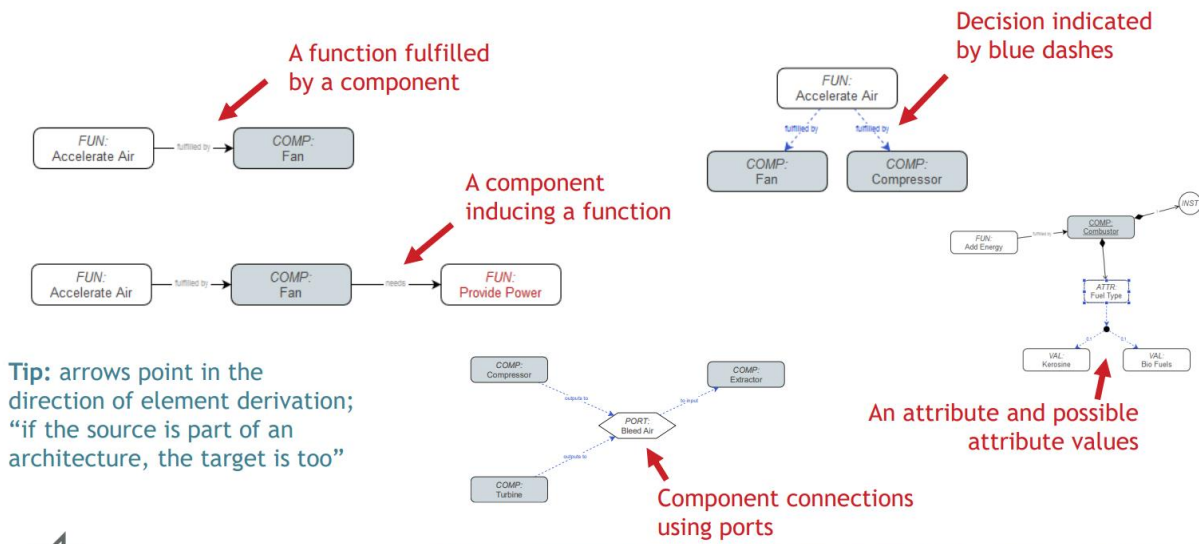 A function fulfilled
by a component
FUN:
Accelerate Air
fulfilled by
COMP:
Fan
Decision indicated
by blue dashes
FUN:
Accelerate Air
fulfilled by
fulfilled by
COMP:
Fan
COMP:
Compressor
A component
inducing a function
FUN:
Accelerate Air
fulfilled by
COMP:
Fan
needs
FUN:
Provide Power
INST
COMP:
Combustor
fulfilled by
FUN:
Add Energy
ATTR:
Fuel Type
VAL:
Kerosine
VAL:
Bio Fuels
An attribute and possible
attribute values
Tip: arrows point in the
direction of element derivation;
“if the source is part of an
architecture, the target is too”
COMP:
Compressor
outputs to
COMP:
Extractor
to input
PORT:
Bleed Air
outputs to
COMP:
Turbine
Component connections
using ports